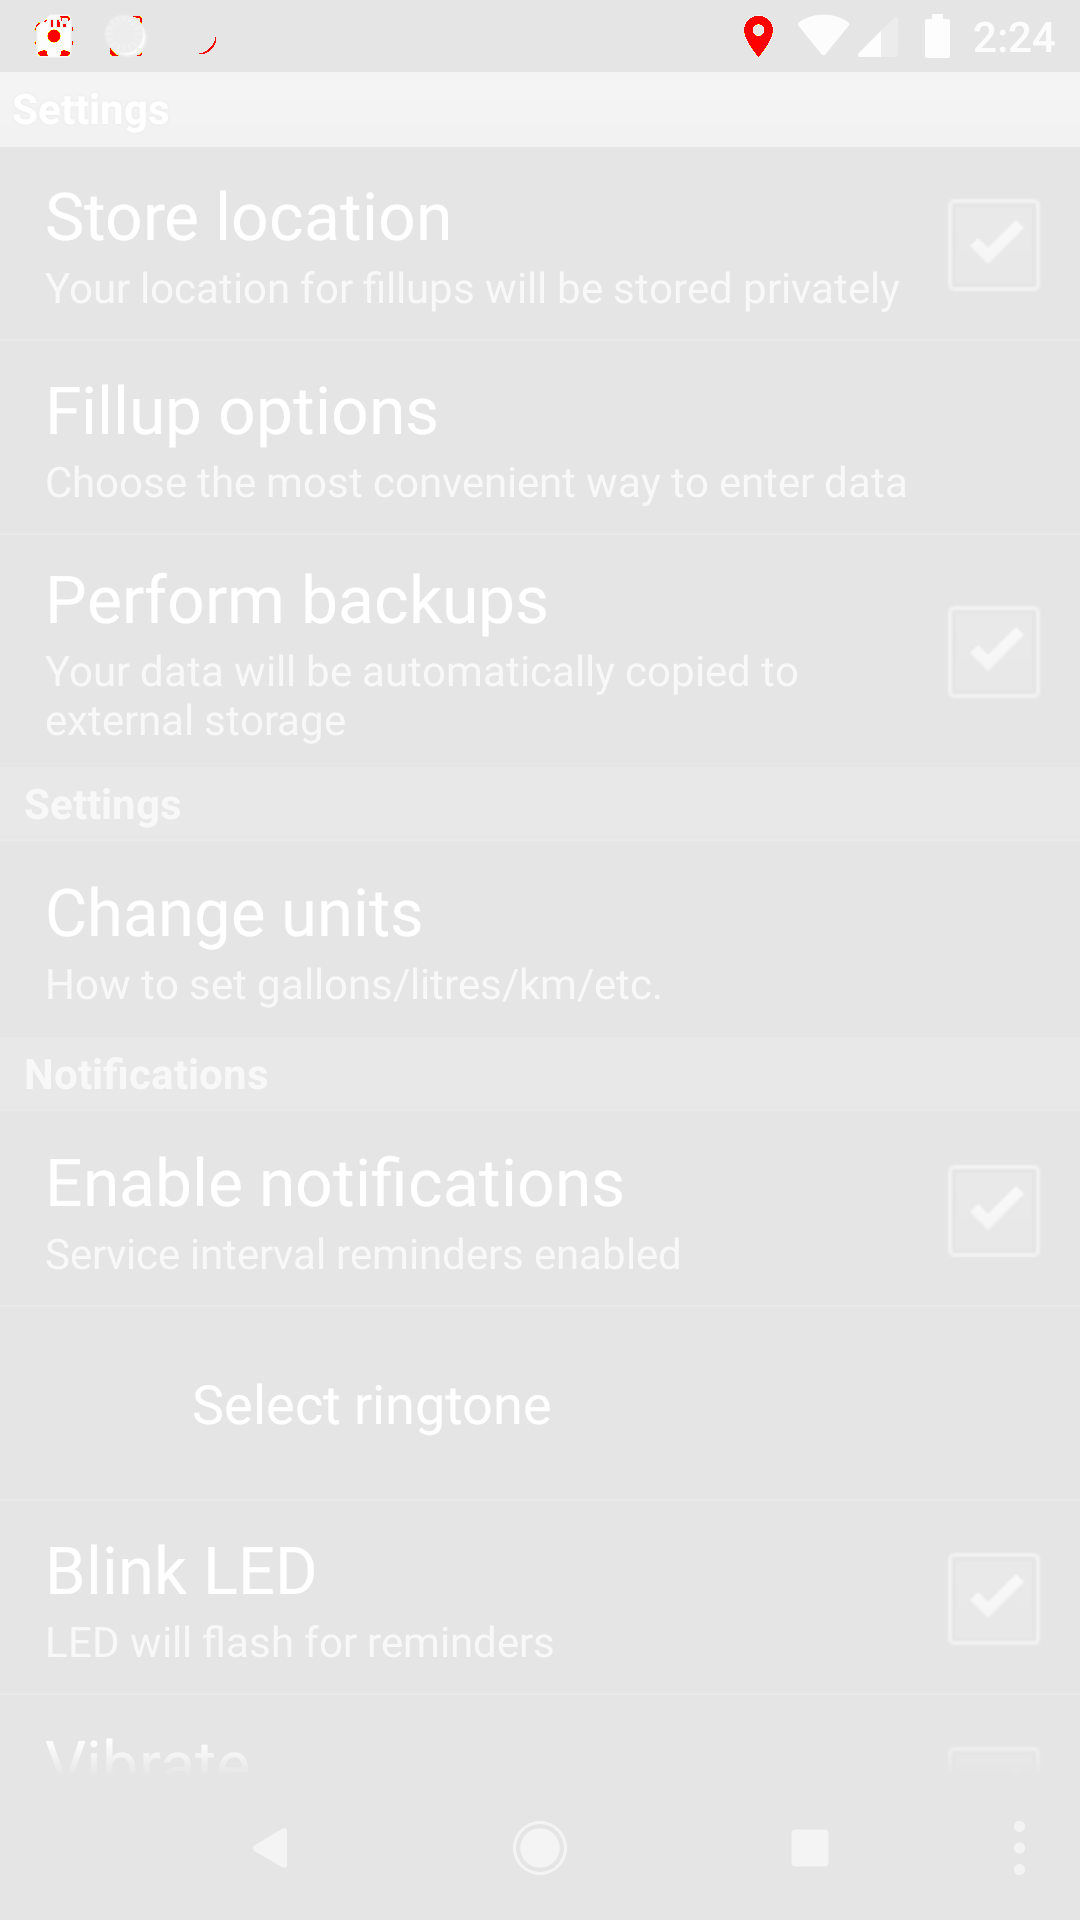 2:24
Settings
Store location
Your location for fillups will be stored privately
Fillup options
Choose the most convenient way to enter data
Perform backups
Your data will be automatically copied to
external storage
Settings
Change units
How to set gallons/litres/km/etc.
Notifications
Enable notifications
Service interval reminders enabled
Select ringtone
Blink LED
LED will flash for reminders
Vibrate